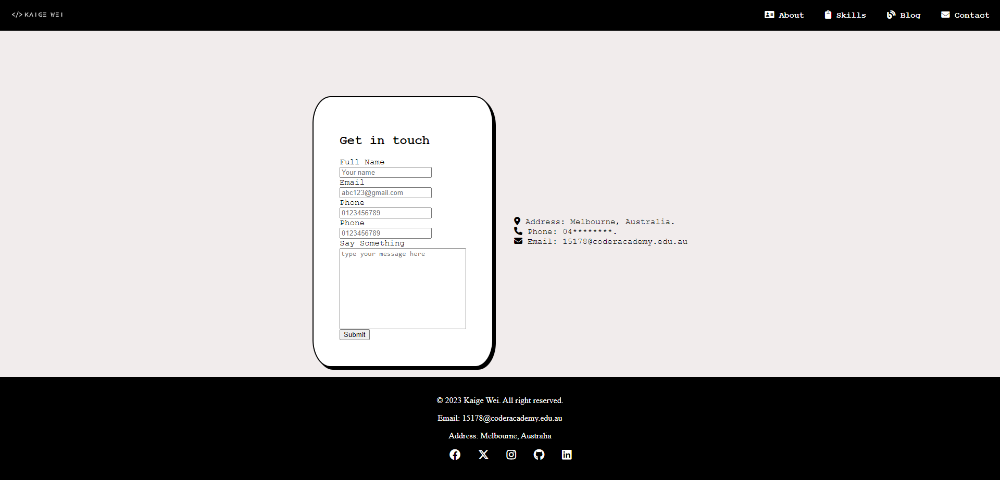 </> KAIGE WEI
About
Skills
Blog
Contact
Get in touch
Full Name
Your name
Email
abc123@gmail.com
Phone
0123456789
Phone
0123456789
Say Something
type your message here
Submit
Address: Melbourne, Australia.
Phone: 04********.
Email: 15178@coderacademy.edu.au
© 2023 Kaige Wei. All right reserved.
Email: 15178@coderacademy.edu.au
Address: Melbourne, Australia